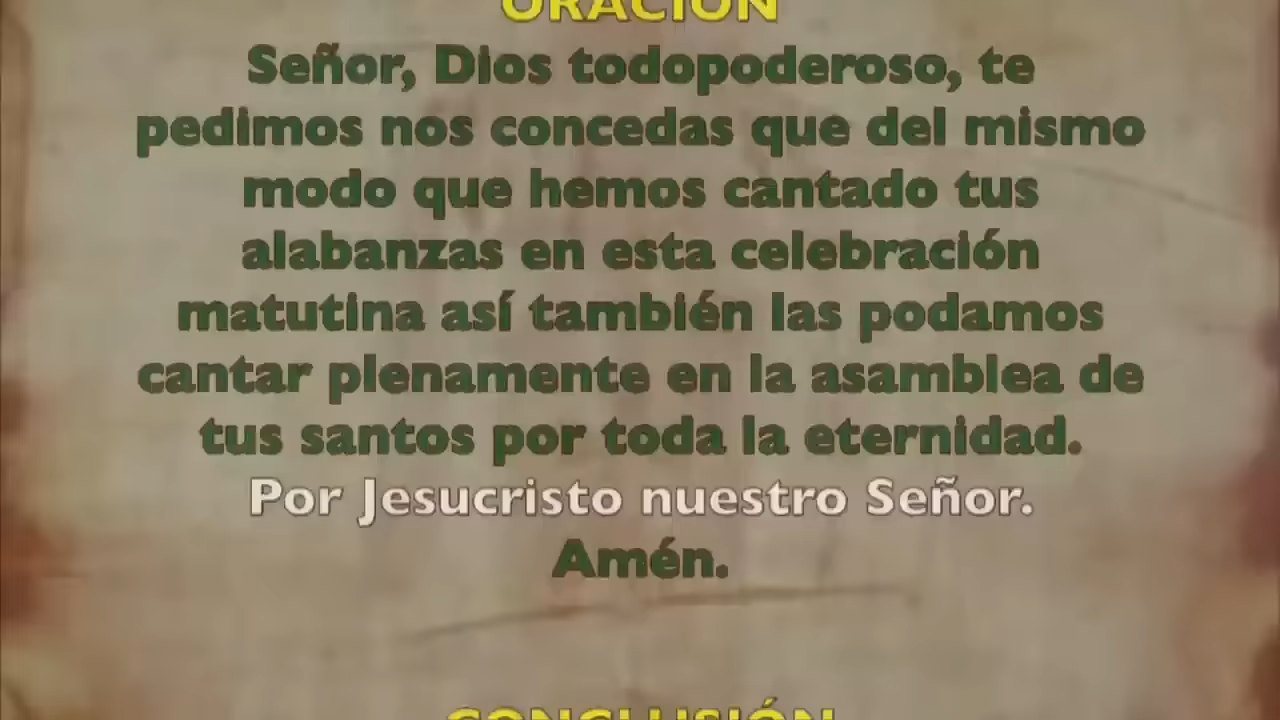 ORACIÓN
Señor, Dios todopoderoso, te
pedimos nos concedas que del mismo
modo que hemos cantado tus
alabanzas en esta celebración
matutina así también las podamos
cantar plenamente en la asamblea de
tus santos por toda la eternidad.
Por Jesucristo nuestro Señor.
Amén.
CONCLUSIÓN